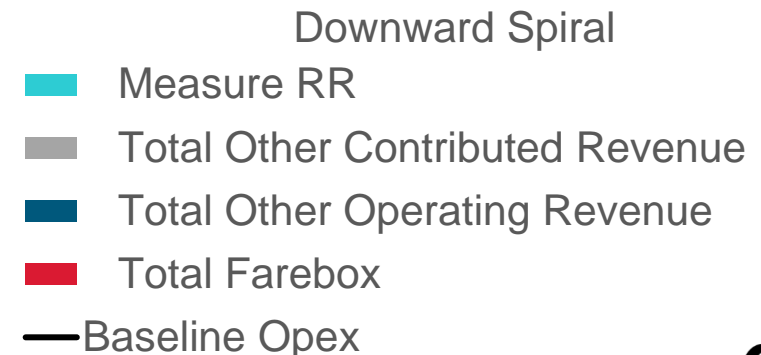 Downward Spiral
Measure RR
Total Other Contributed Revenue
Total Other Operating Revenue
Total Farebox
Baseline Opex